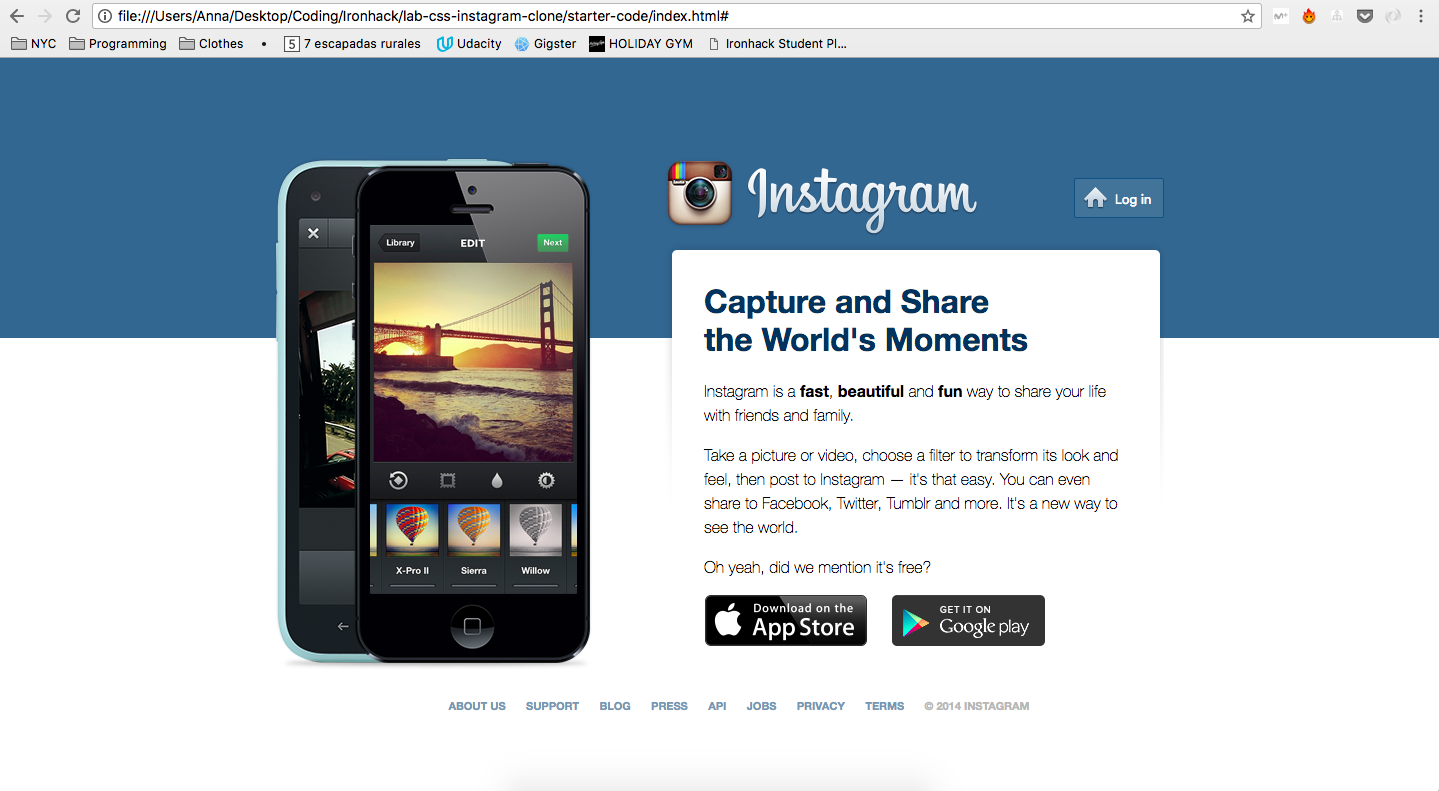 file:///Users/Anna/Desktop/Coding/Ironhack/lab-css-instagram-clone/starter-code/index.html#
NYC Programming Clothes • 5 7 escapadas rurales Udacity Gigster HOLIDAY GYM Ironhack Student Pl...
Instagram
Log in
Library EDIT Next
X-Pro II Sierra Willow
Capture and Share
the World's Moments
Instagram is a fast, beautiful and fun way to share your life
with friends and family.
Take a picture or video, choose a filter to transform its look and
feel, then post to Instagram — it's that easy. You can even
share to Facebook, Twitter, Tumblr and more. It's a new way to
see the world.
Oh yeah, did we mention it's free?
Download on the
App Store
GET IT ON
Google play
ABOUT US SUPPORT BLOG PRESS API JOBS PRIVACY TERMS © 2014 INSTAGRAM